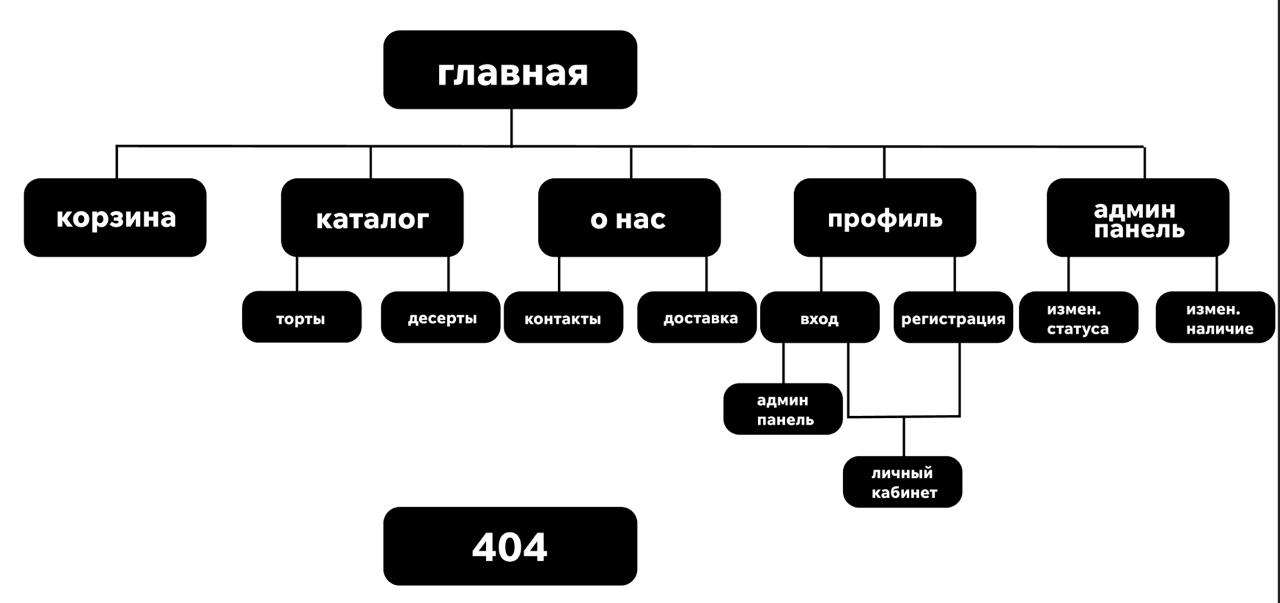 главная
корзина
каталог
о нас
профиль
админ
панель
торты
десерты
контакты
доставка
вход
регистрация
измен.
статуса
измен.
наличие
админ
панель
личный
кабинет
404